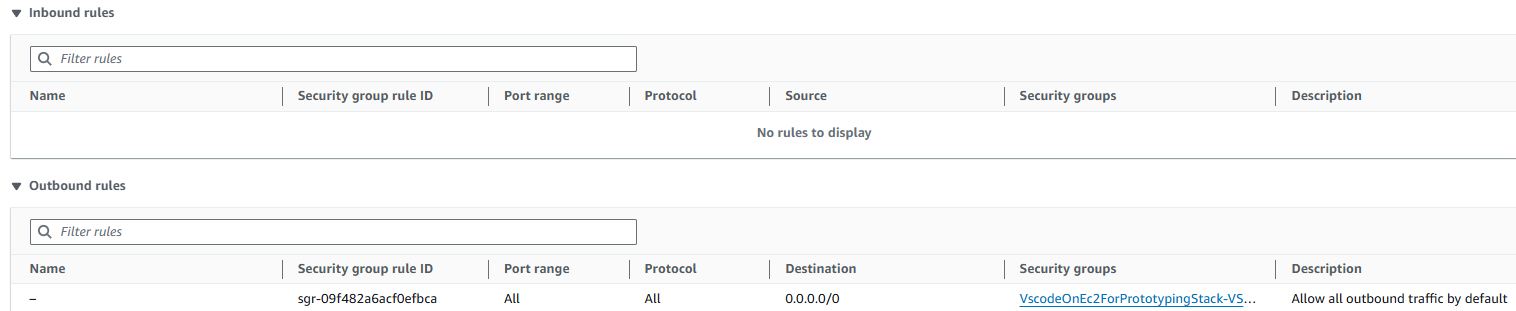 Inbound rules
Filter rules
Name Security group rule ID Port range Protocol Source Security groups Description
No rules to display
Outbound rules
Filter rules
Name Security group rule ID Port range Protocol Destination Security groups Description
– sgr-09f482a6acf0efbca All All 0.0.0.0/0 VscodeOnEc2ForPrototypingStack-VS... Allow all outbound traffic by default